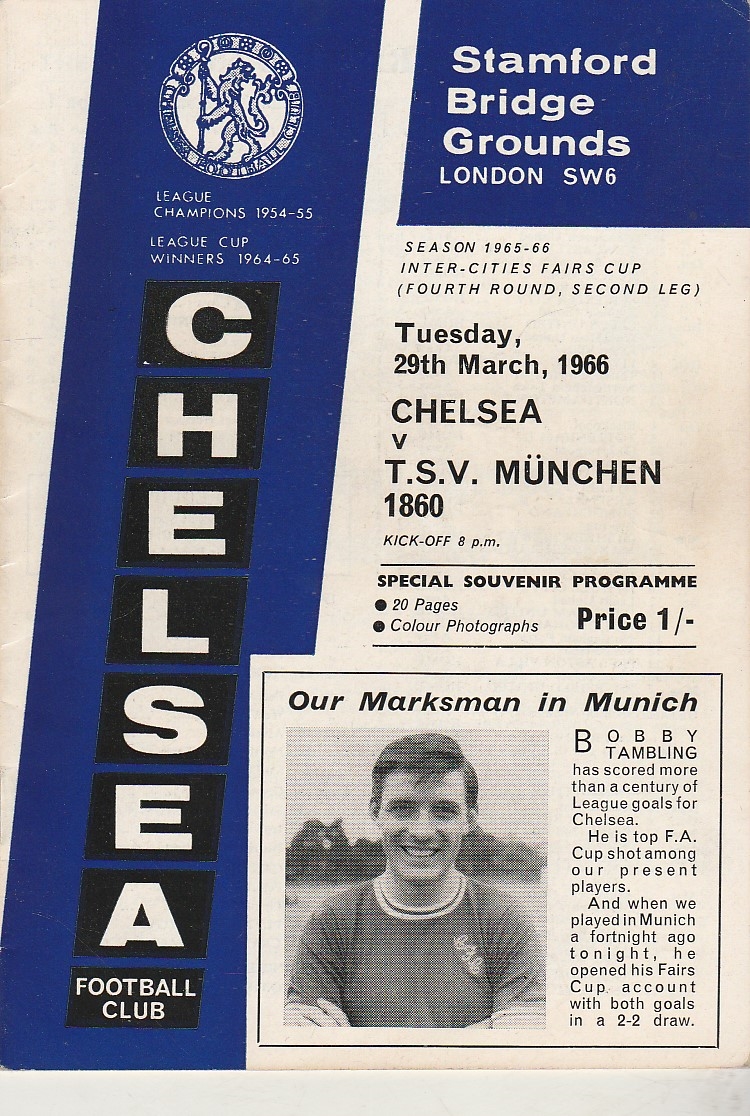 CHELSEA FOOTBALL CLUB
LEAGUE
CHAMPIONS 1954-55
LEAGUE CUP
WINNERS 1964-65
CHELSEA
FOOTBALL
CLUB
Stamford
Bridge
Grounds
LONDON SW6
SEASON 1965-66
INTER-CITIES FAIRS CUP
(FOURTH ROUND, SECOND LEG)
Tuesday,
29th March, 1966
CHELSEA
v
T.S.V. MÜNCHEN
1860
KICK-OFF 8 p.m.
SPECIAL SOUVENIR PROGRAMME
● 20 Pages
● Colour Photographs
Price 1/-
Our Marksman in Munich
BOBBY
TAMBLING
has scored more
than a century of
League goals for
Chelsea.
He is top F.A.
Cup shot among
our present
players.
And when we
played in Munich
a fortnight ago
tonight, he
opened his Fairs
Cup account
with both goals
in a 2-2 draw.